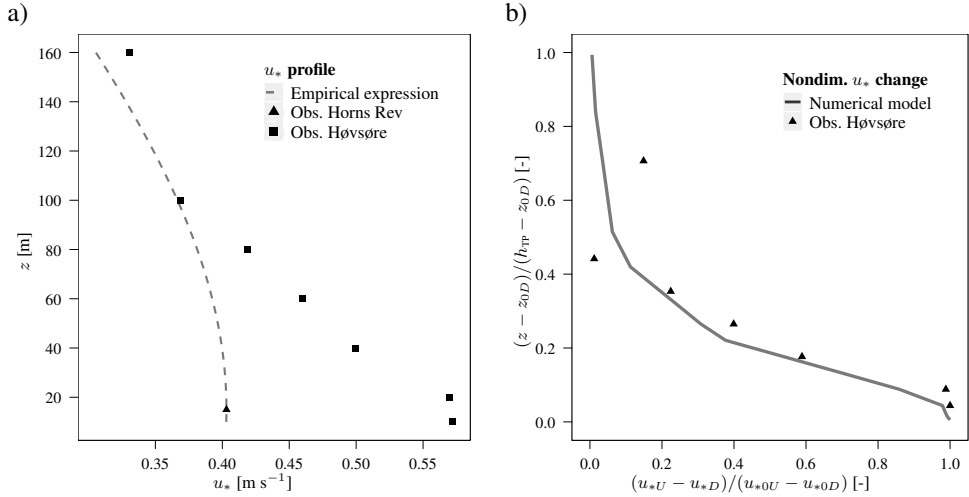 a)
u* profile
Empirical expression
Obs. Horns Rev
Obs. Høvsøre
160
140
120
100
80
60
40
20
z [m]
0.35
0.40
0.45
0.50
0.55
u* [m s⁻¹]
b)
Nondim. u* change
Numerical model
Obs. Høvsøre
1.0
0.8
0.6
0.4
0.2
0.0
(z − z0D)/(hTP − z0D) [-]
0.0
0.2
0.4
0.6
0.8
1.0
(u*U − u*D)/(u*0U − u*0D) [-]